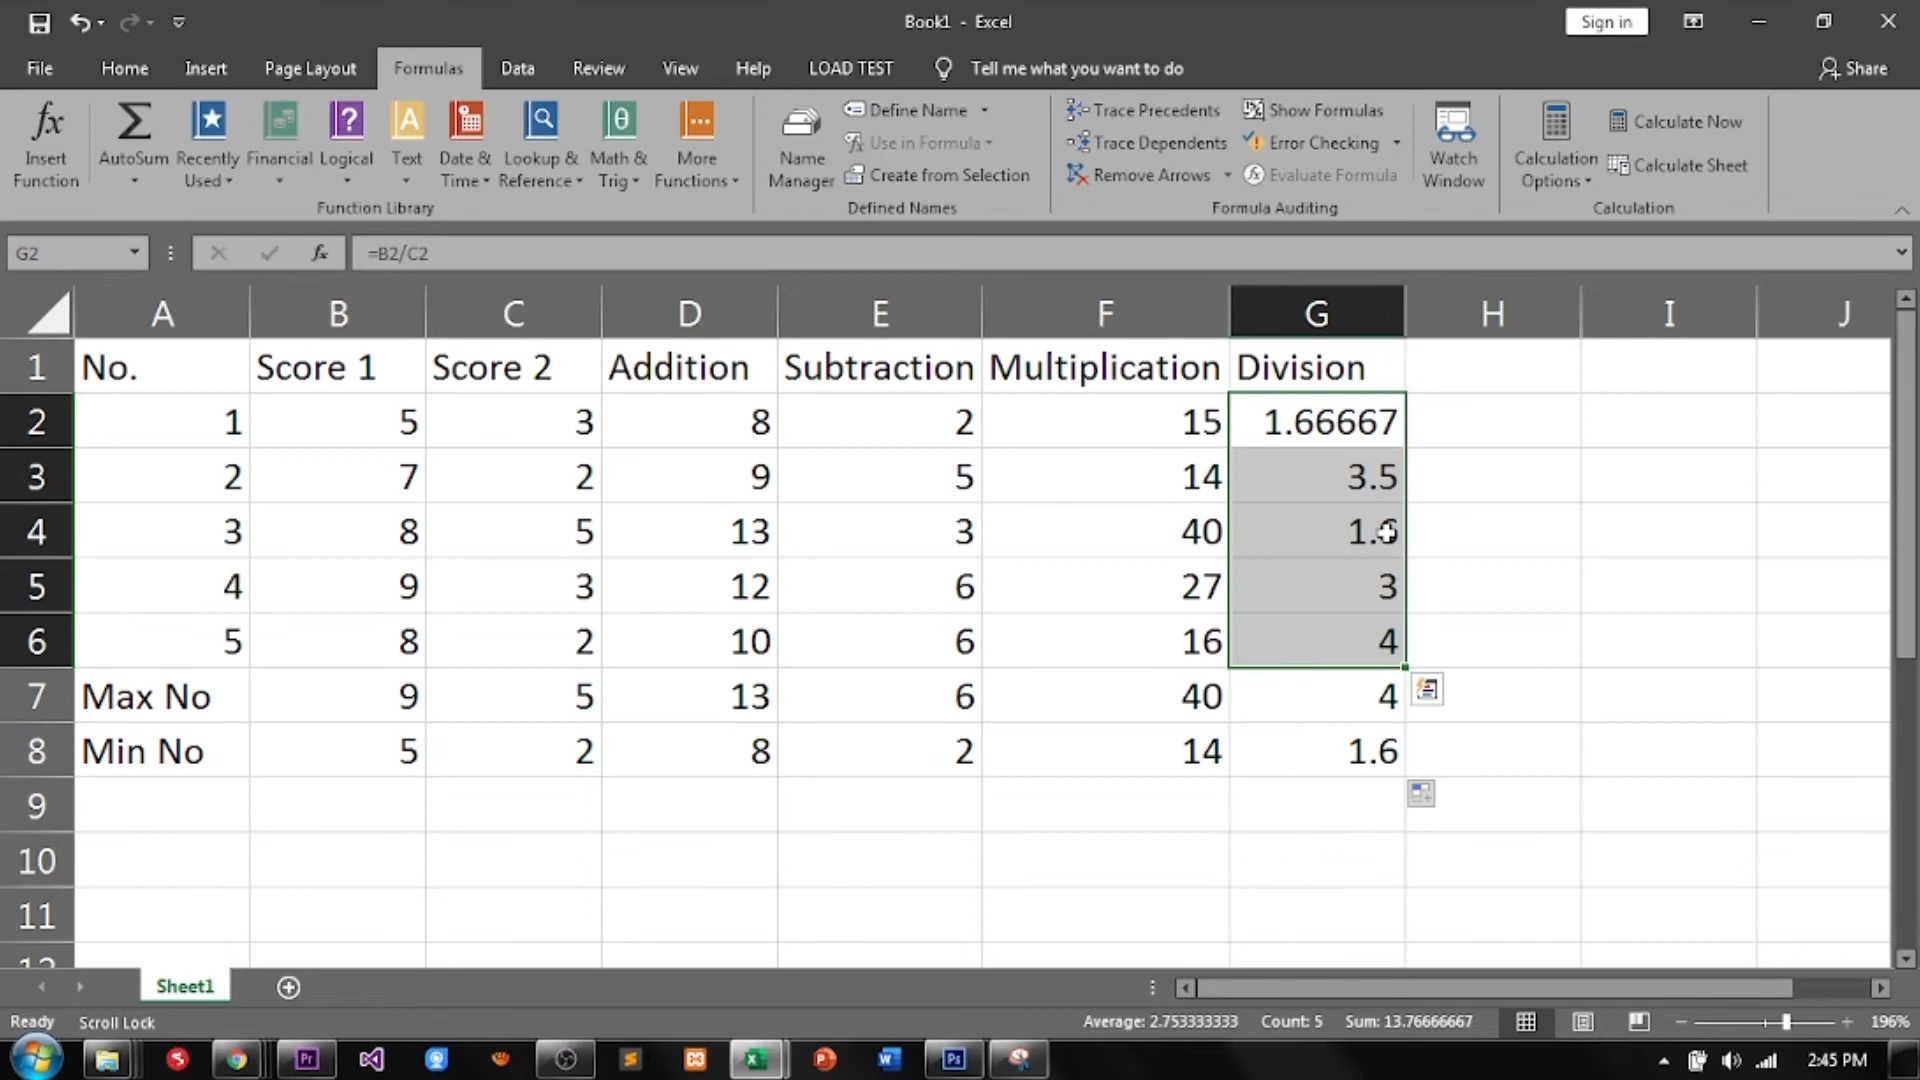 Book1 - Excel
Sign in
File Home Insert Page Layout Formulas Data Review View Help LOAD TEST Tell me what you want to do Share
Insert Function
AutoSum
Recently Used
Financial
Logical
Text
Date & Time
Lookup & Reference
Math & Trig
More Functions
Function Library
Name Manager
Define Name
Use in Formula
Create from Selection
Defined Names
Trace Precedents
Trace Dependents
Remove Arrows
Show Formulas
Error Checking
Evaluate Formula
Formula Auditing
Watch Window
Calculation Options
Calculate Now
Calculate Sheet
Calculation
G2 fx =B2/C2
A B C D E F G H I J
1 No. Score 1 Score 2 Addition Subtraction Multiplication Division
2 1 5 3 8 2 15 1.66667
3 2 7 2 9 5 14 3.5
4 3 8 5 13 3 40 1.6
5 4 9 3 12 6 27 3
6 5 8 2 10 6 16 4
7 Max No 9 5 13 6 40 4
8 Min No 5 2 8 2 14 1.6
9
10
11
12
Sheet1
Ready Scroll Lock Average: 2.753333333 Count: 5 Sum: 13.76666667 196%
2:45 PM